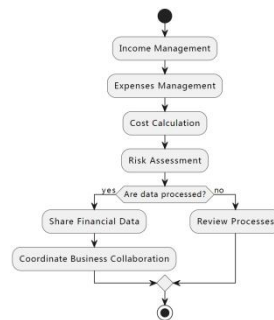 Income Management
Expenses Management
Cost Calculation
Risk Assessment
yes
Are data processed?
no
Share Financial Data
Review Processes
Coordinate Business Collaboration